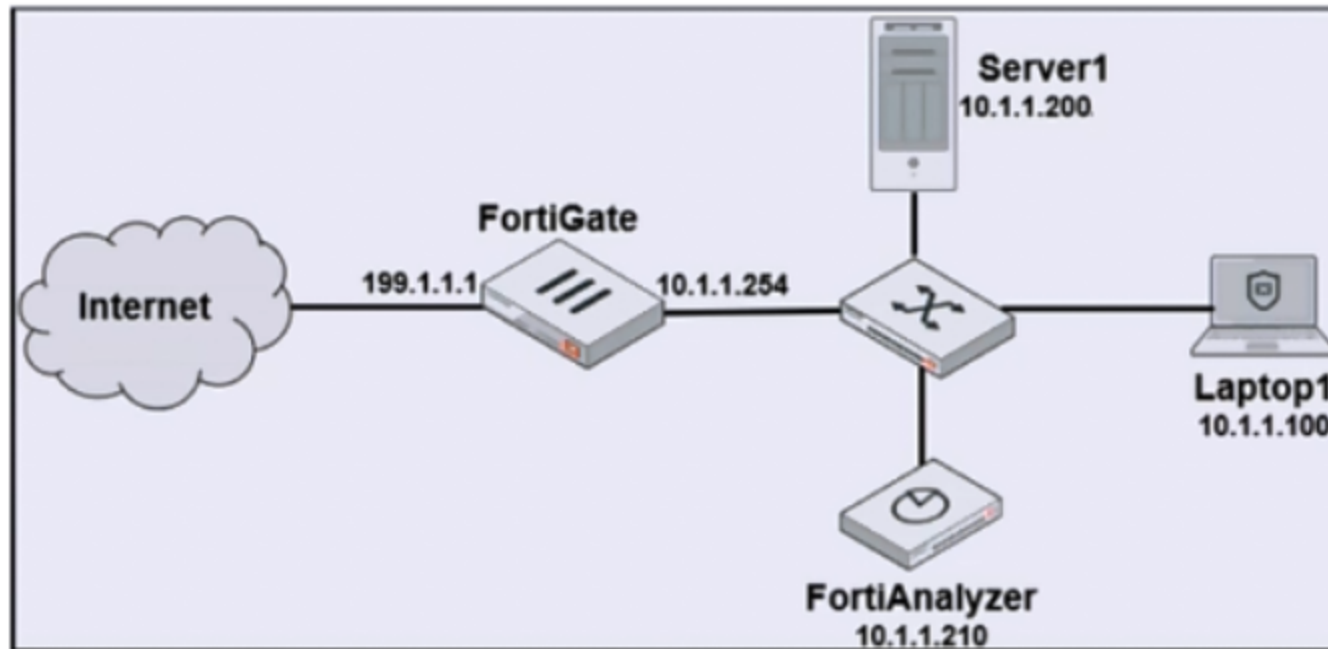 Server1
10.1.1.200
FortiGate
199.1.1.1
10.1.1.254
Internet
Laptop1
10.1.1.100
FortiAnalyzer
10.1.1.210